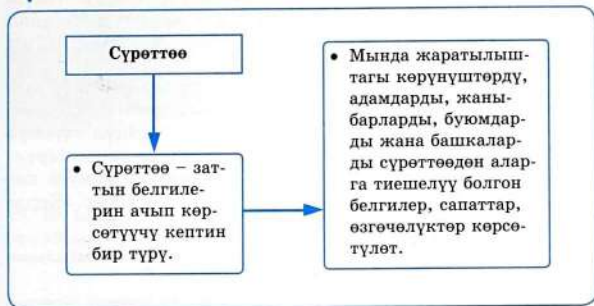 Сүрөттөө
• Сүрөттөө – зат-
тын белгиле-
рин ачып көр-
сөтүүчү кептин
бир түрү.
• Мында жаратылыш-
тагы көрүнүштөрдү,
адамдарды, жаны-
барларды, буюмдар-
ды жана башкалар-
ды сүрөттөөдөн алар-
га тиешелүү болгон
белгилер, сапаттар,
өзгөчөлүктөр көрсө-
түлөт.